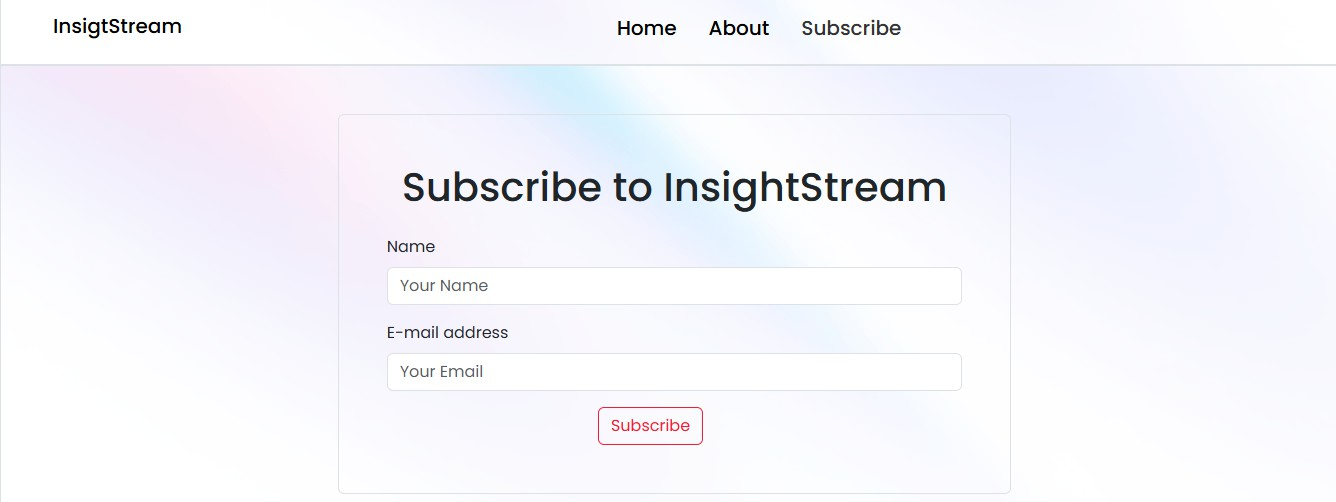 InsigtStream
Home About Subscribe
Subscribe to InsightStream
Name
Your Name
E-mail address
Your Email
Subscribe